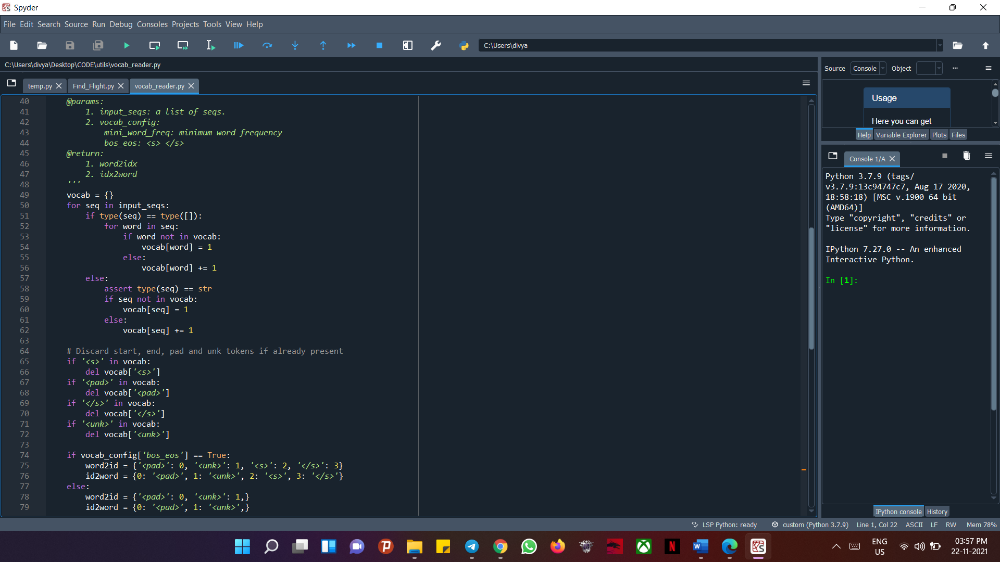 Spyder
File Edit Search Source Run Debug Consoles Projects Tools View Help
C:\Users\divya
C:\Users\divya\Desktop\CODE\utils\vocab_reader.py
temp.py Find_Flight.py vocab_reader.py
40 @params:
41 1. input_seqs: a list of seqs.
42 2. vocab_config:
43 mini_word_freq: minimum word frequency
44 bos_eos: <s> </s>
45 @return:
46 1. word2idx
47 2. idx2word
48 '''
49 vocab = {}
50 for seq in input_seqs:
51 if type(seq) == type([]):
52 for word in seq:
53 if word not in vocab:
54 vocab[word] = 1
55 else:
56 vocab[word] += 1
57 else:
58 assert type(seq) == str
59 if seq not in vocab:
60 vocab[seq] = 1
61 else:
62 vocab[seq] += 1
63
64 # Discard start, end, pad and unk tokens if already present
65 if '<s>' in vocab:
66 del vocab['<s>']
67 if '<pad>' in vocab:
68 del vocab['<pad>']
69 if '</s>' in vocab:
70 del vocab['</s>']
71 if '<unk>' in vocab:
72 del vocab['<unk>']
73
74 if vocab_config['bos_eos'] == True:
75 word2id = {'<pad>': 0, '<unk>': 1, '<s>': 2, '</s>': 3}
76 id2word = {0: '<pad>', 1: '<unk>', 2: '<s>', 3: '</s>'}
77 else:
78 word2id = {'<pad>': 0, '<unk>': 1,}
79 id2word = {0: '<pad>', 1: '<unk>',}
Source Console Object
Usage
Here you can get
Help Variable Explorer Plots Files
Console 1/A
Python 3.7.9 (tags/
v3.7.9:13c94747c7, Aug 17 2020,
18:58:18) [MSC v.1900 64 bit
(AMD64)]
Type "copyright", "credits" or
"license" for more information.
IPython 7.27.0 -- An enhanced
Interactive Python.
In [1]:
IPython console History
LSP Python: ready custom (Python 3.7.9) Line 1, Col 22 ASCII LF RW Mem 78%
ENG
US
03:57 PM
22-11-2021